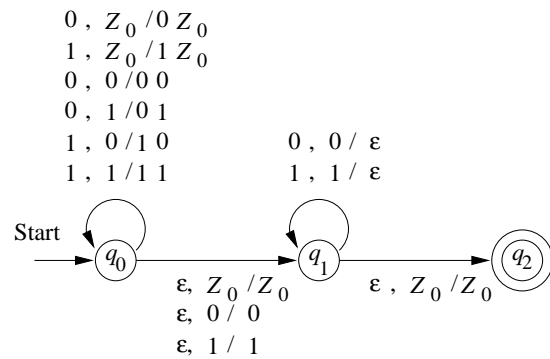 0 , Z₀ / 0 Z₀
1 , Z₀ / 1 Z₀
0 , 0 / 0 0
0 , 1 / 0 1
1 , 0 / 1 0
1 , 1 / 1 1
0 , 0 / ε
1 , 1 / ε
Start
q₀
q₁
q₂
ε, Z₀ / Z₀
ε, 0 / 0
ε, 1 / 1
ε , Z₀ / Z₀